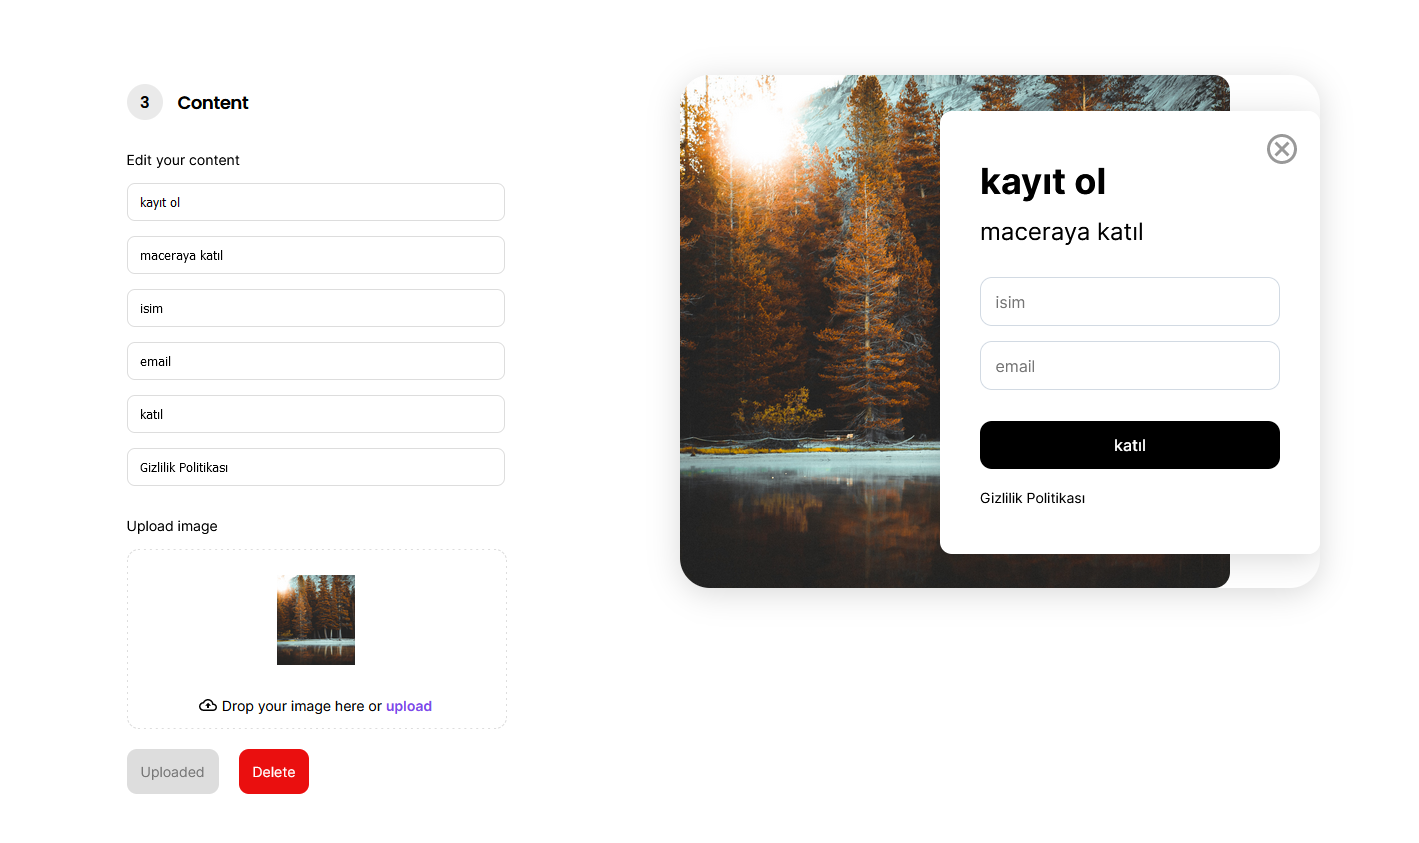 3 Content
Edit your content
kayıt ol
maceraya katıl
isim
email
katıl
Gizlilik Politikası
Upload image
Drop your image here or upload
Uploaded
Delete
kayıt ol
maceraya katıl
isim
email
katıl
Gizlilik Politikası